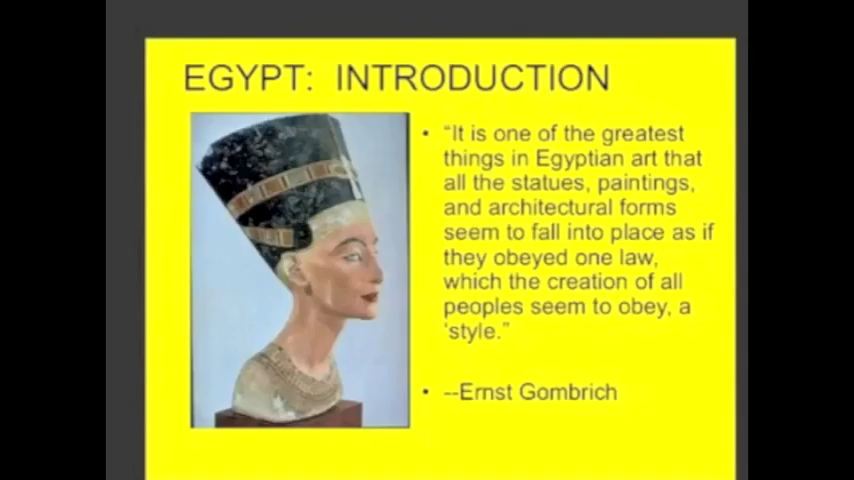 EGYPT: INTRODUCTION
• “It is one of the greatest
things in Egyptian art that
all the statues, paintings,
and architectural forms
seem to fall into place as if
they obeyed one law,
which the creation of all
peoples seem to obey, a
‘style.”
• --Ernst Gombrich